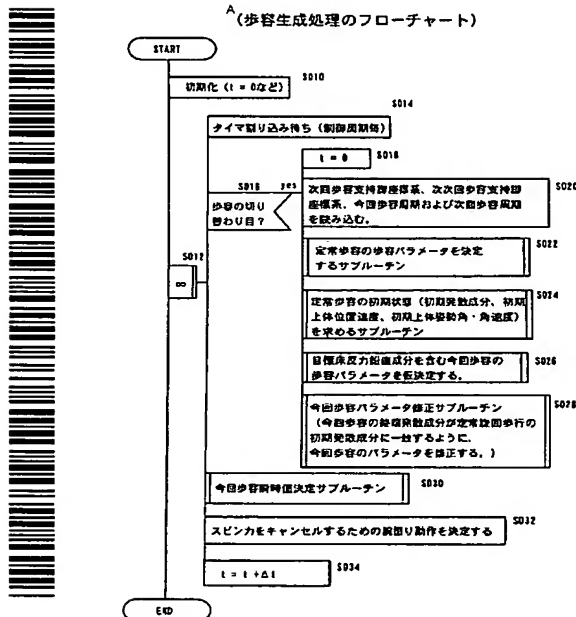 A
(歩容生成処理のフローチャート)
START
初期化 (t = 0など)
S010
S014
タイマ割り込み待ち (制御周期毎)
t = 0
S018
S016
yes
歩容の切り
替わり目?
次回歩容支持脚座標系、次次回歩容支持脚
座標系、今回歩容周期および次回歩容周期
を読み込む。
S020
定常歩容の歩容パラメータを決定
するサブルーチン
S022
S012
∞
定常歩容の初期状態 (初期発散成分、初期
上体位置速度、初期上体姿勢角・角速度)
を求めるサブルーチン
S024
目標床反力鉛直成分を含む今回歩容の
歩容パラメータを仮決定する。
S026
今回歩容パラメータ修正サブルーチン
(今回歩容の終端発散成分が定常旋回歩行の
初期発散成分に一致するように、
今回歩容のパラメータを修正する。)
S028
今回歩容瞬時値決定サブルーチン
S030
スピン力をキャンセルするための腕振り動作を決定する
S032
t = t +Δt
S034
END